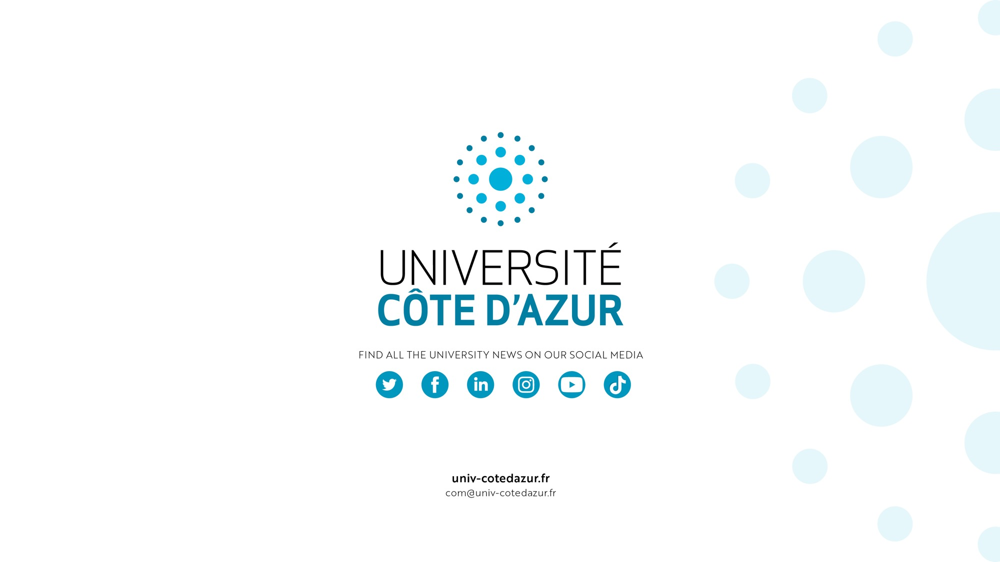 UNIVERSITÉ
CÔTE D’AZUR
FIND ALL THE UNIVERSITY NEWS ON OUR SOCIAL MEDIA
univ-cotedazur.fr
com@univ-cotedazur.fr